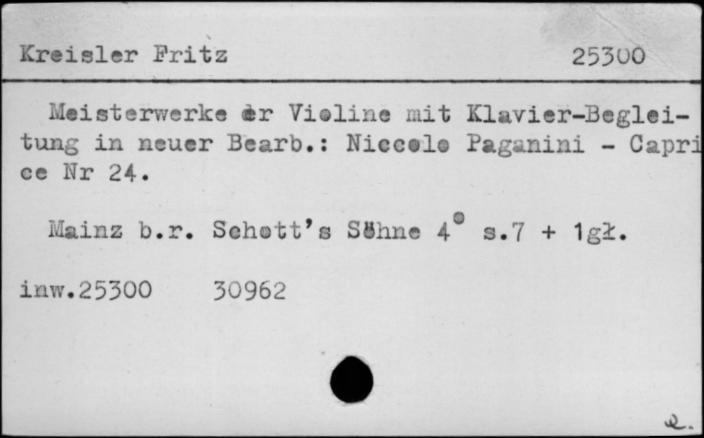 Kreisler Fritz 25300
Meisterwerke der Violine mit Klavier-Beglei-
tung in neuer Bearb.: Niccolo Paganini - Capri
ce Nr 24.
Mainz b.r. Schott's Söhne 4° s.7 + 1gł.
inw.25300 30962
e.